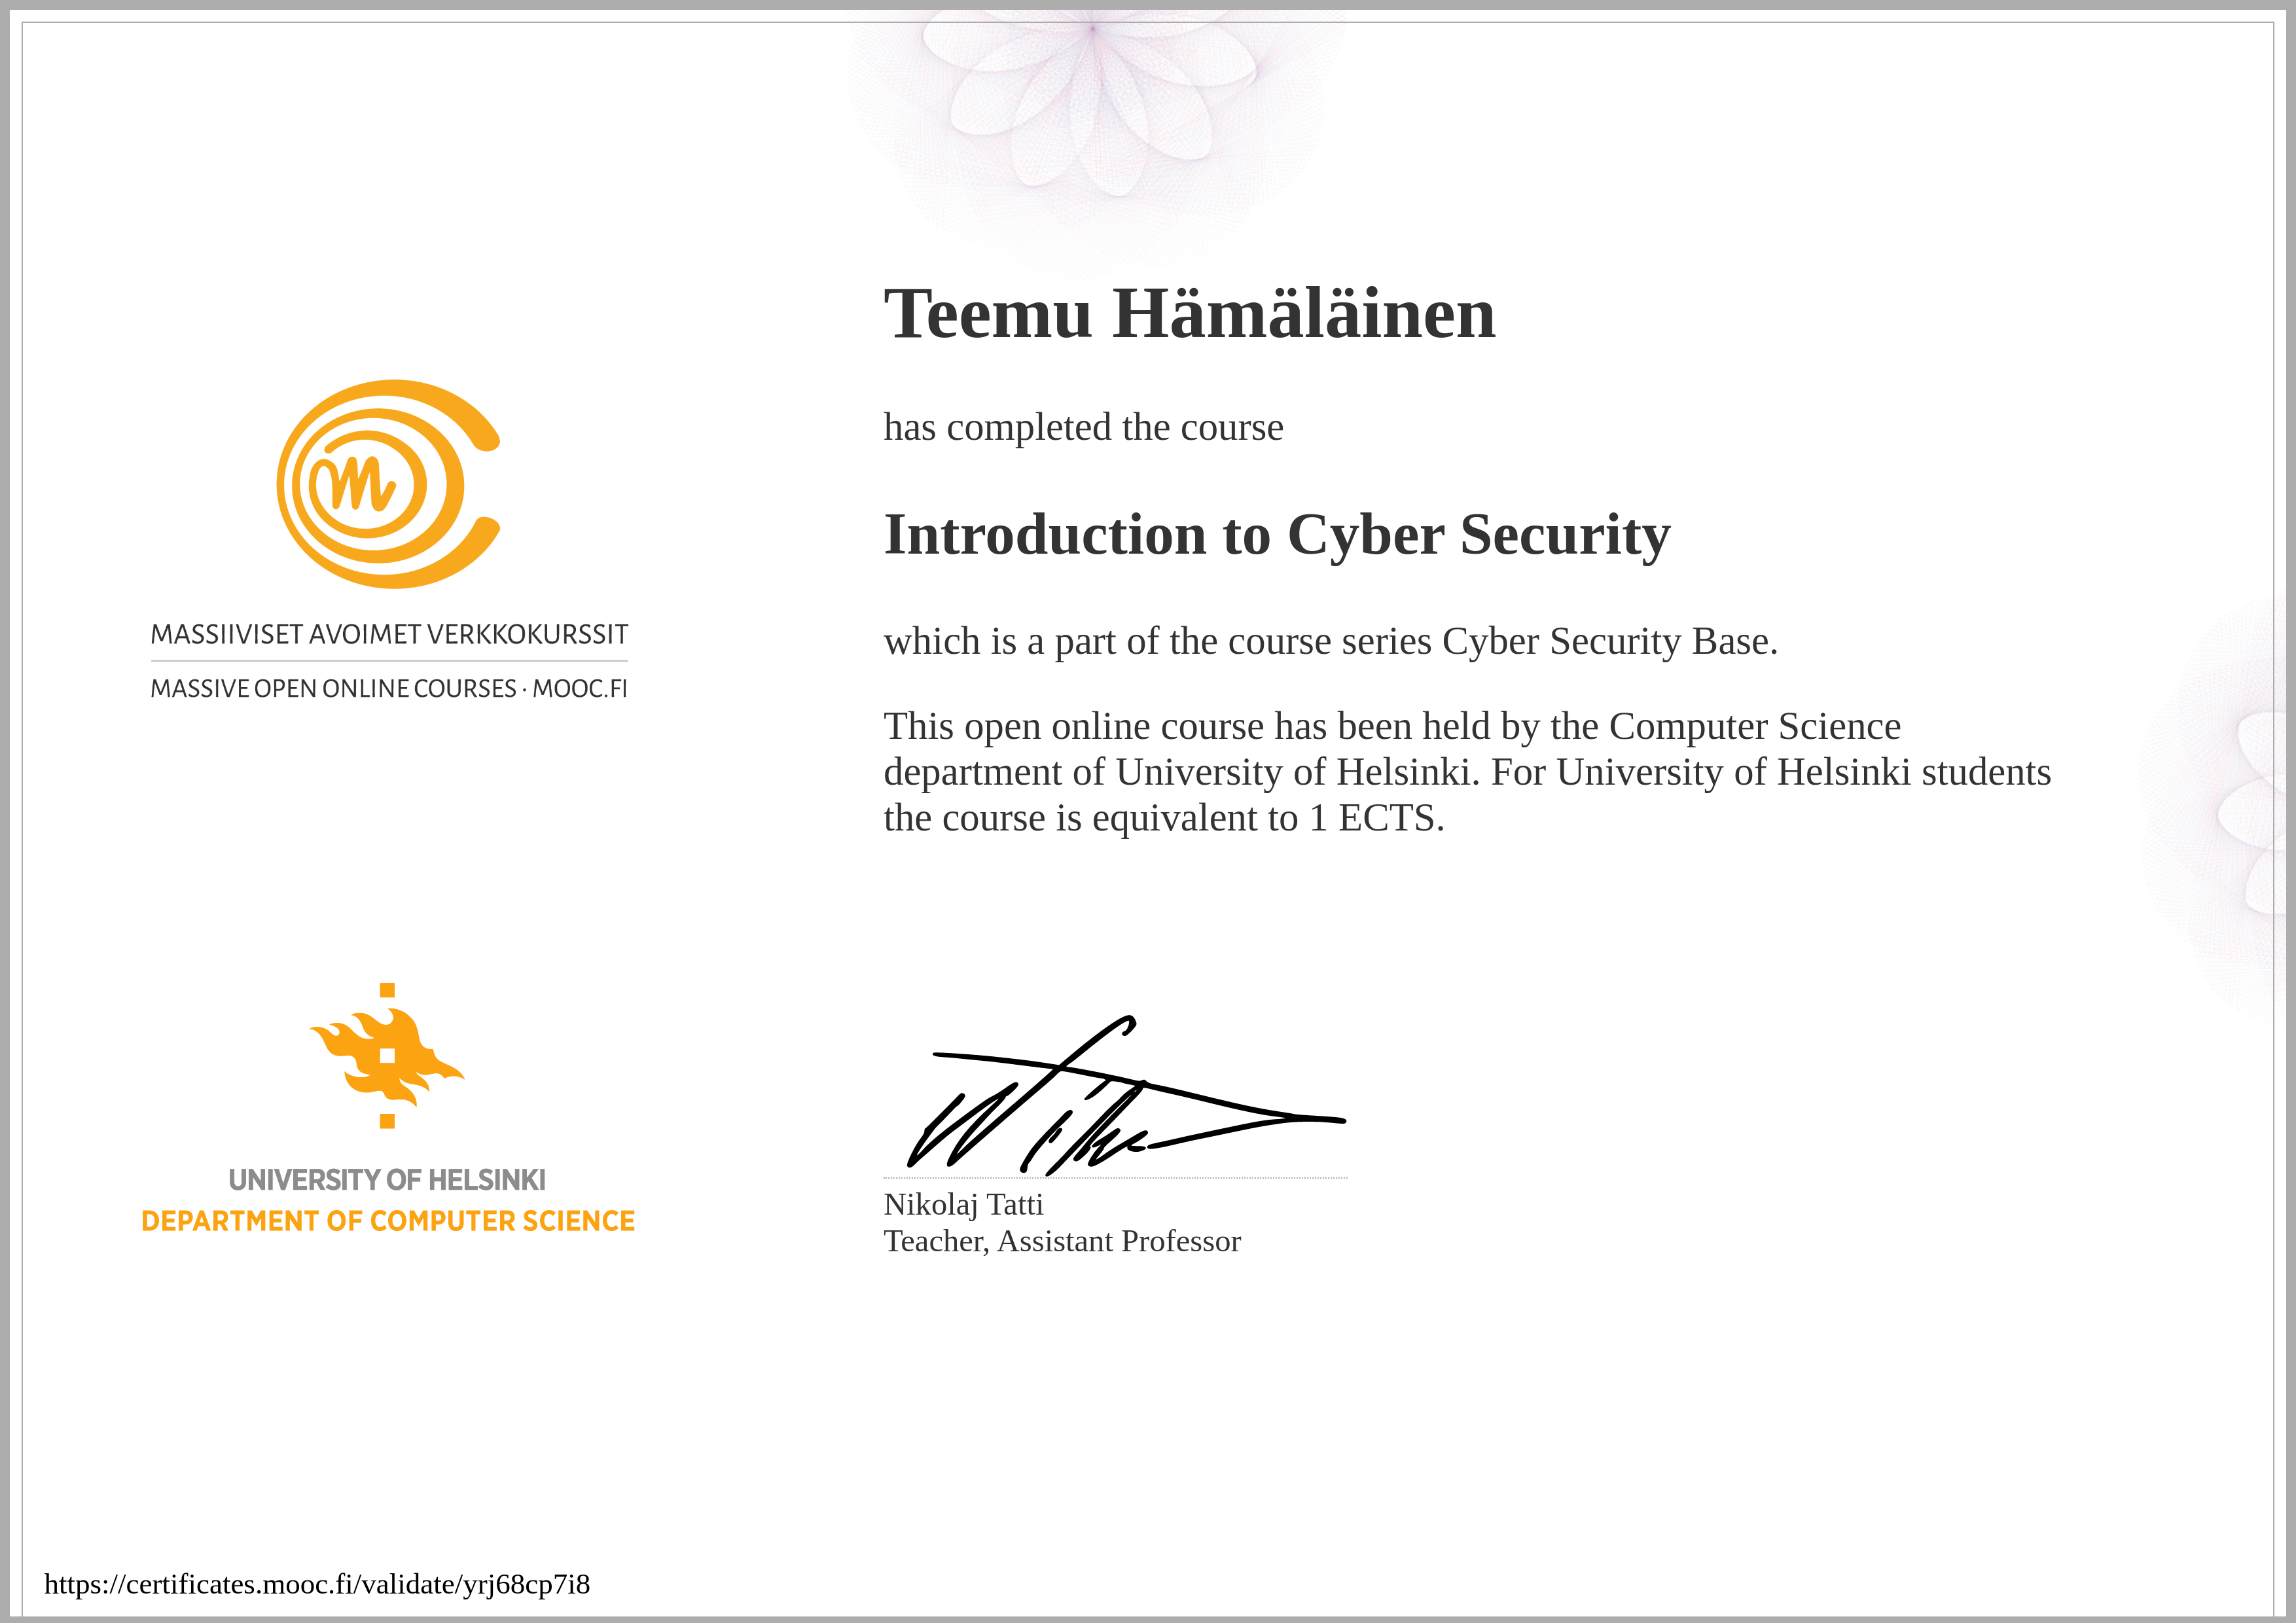 Teemu Hämäläinen
has completed the course
Introduction to Cyber Security
which is a part of the course series Cyber Security Base.
This open online course has been held by the Computer Science
department of University of Helsinki. For University of Helsinki students
the course is equivalent to 1 ECTS.
MASSIIVISET AVOIMET VERKKOKURSSIT
MASSIVE OPEN ONLINE COURSES · MOOC.FI
UNIVERSITY OF HELSINKI
DEPARTMENT OF COMPUTER SCIENCE
Nikolaj Tatti
Teacher, Assistant Professor
https://certificates.mooc.fi/validate/yrj68cp7i8